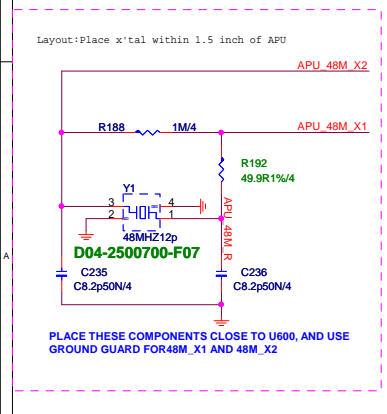 Layout:Place x'tal within 1.5 inch of APU
APU_48M_X2
R188 1M/4 APU_48M_X1
R192
49.9R1%/4
Y1
3 4
2 1
48MHZ12p
APU_48M_R
D04-2500700-F07
A
C235 C236
C8.2p50N/4 C8.2p50N/4
PLACE THESE COMPONENTS CLOSE TO U600, AND USE
GROUND GUARD FOR48M_X1 AND 48M_X2